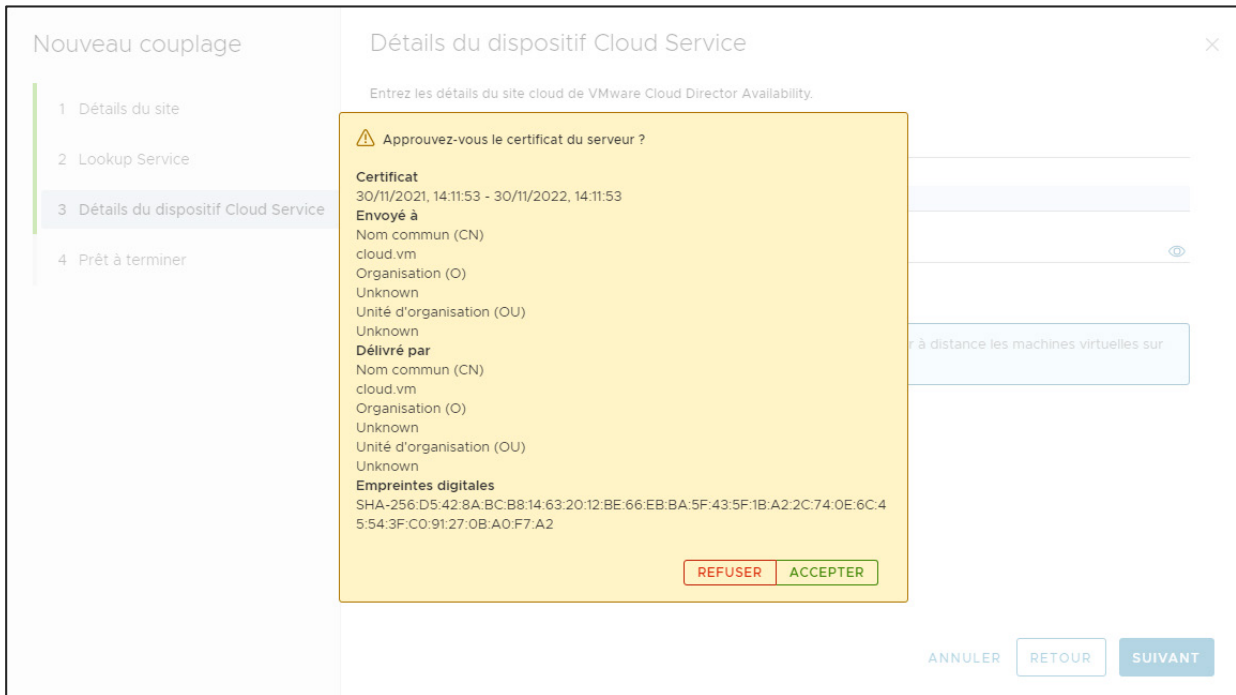 Nouveau couplage
1 Détails du site
2 Lookup Service
3 Détails du dispositif Cloud Service
4 Prêt à terminer
Détails du dispositif Cloud Service
Entrez les détails du site cloud de VMware Cloud Director Availability.
Approuvez-vous le certificat du serveur ?
Certificat
30/11/2021, 14:11:53 - 30/11/2022, 14:11:53
Envoyé à
Nom commun (CN)
cloud.vm
Organisation (O)
Unknown
Unité d'organisation (OU)
Unknown
Délivré par
Nom commun (CN)
cloud.vm
Organisation (O)
Unknown
Unité d'organisation (OU)
Unknown
Empreintes digitales
SHA-256:D5:42:8A:BC:B8:14:63:20:12:BE:66:EB:BA:5F:43:5F:1B:A2:2C:74:0E:6C:4
5:54:3F:C0:91:27:0B:A0:F7:A2
REFUSER ACCEPTER
r à distance les machines virtuelles sur
ANNULER RETOUR SUIVANT